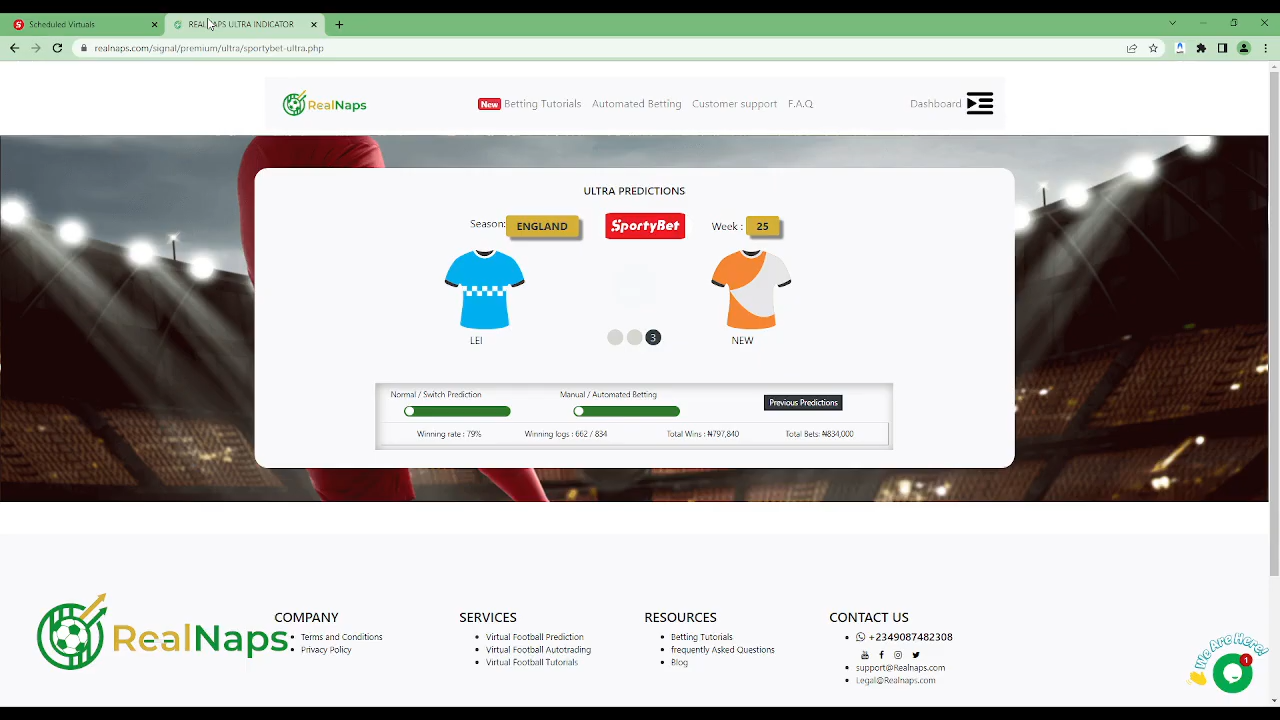 Scheduled Virtuals
REALNAPS ULTRA INDICATOR
realnaps.com/signal/premium/ultra/sportybet-ultra.php
RealNaps
New Betting Tutorials Automated Betting Customer support F.A.Q
Dashboard
ULTRA PREDICTIONS
Season: ENGLAND SportyBet Week : 25
3
LEI NEW
Normal / Switch Prediction Manual / Automated Betting
Previous Predictions
Winning rate : 79% Winning logs : 662 / 834 Total Wins : ₦797,840 Total Bets: ₦834,000
RealNaps
COMPANY
Terms and Conditions
Privacy Policy
SERVICES
Virtual Football Prediction
Virtual Football Autotrading
Virtual Football Tutorials
RESOURCES
Betting Tutorials
frequently Asked Questions
Blog
CONTACT US
+2349087482308
support@Realnaps.com
Legal@Realnaps.com
We Are Here!
1